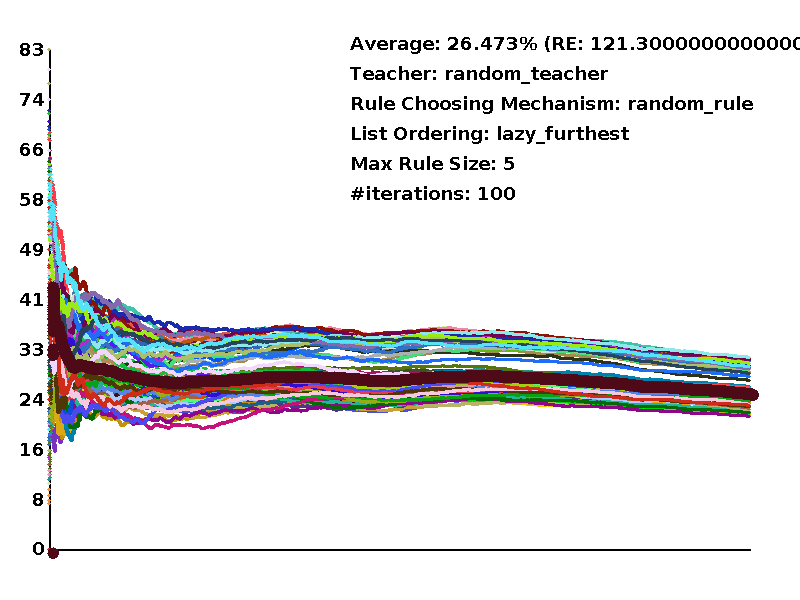 Average: 26.473% (RE: 121.3000000000000
Teacher: random_teacher
Rule Choosing Mechanism: random_rule
List Ordering: lazy_furthest
Max Rule Size: 5
#iterations: 100
83
74
66
58
49
41
33
24
16
8
0